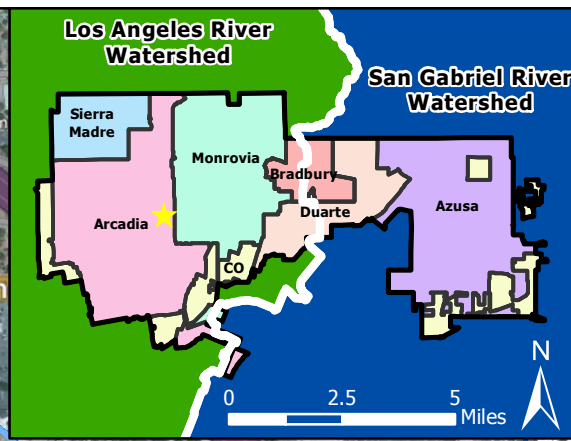 Los Angeles River
Watershed
San Gabriel River
Watershed
Sierra
Madre
Monrovia
Bradbury
Arcadia
Duarte
Azusa
CO
N
0 2.5 5
Miles